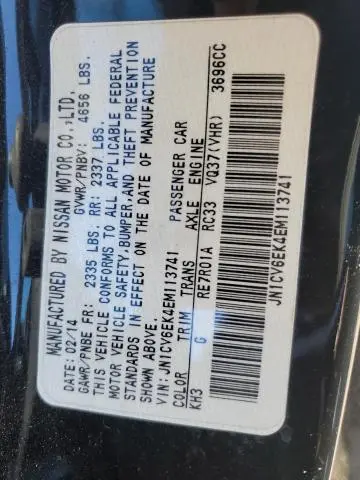 MANUFACTURED BY NISSAN MOTOR CO.,LTD.
DATE: 02/14 GVWR/PNBV: 4656 LBS.
GAWR/PNBE FR: 2335 LBS. RR: 2337 LBS.
THIS VEHICLE CONFORMS TO ALL APPLICABLE FEDERAL
MOTOR VEHICLE SAFETY,BUMPER,AND THEFT PREVENTION
STANDARDS IN EFFECT ON THE DATE OF MANUFACTURE
SHOWN ABOVE.
VIN: JN1CV6EK4EM113741 PASSENGER CAR
COLOR TRIM TRANS AXLE ENGINE
KH3 G RE7R01A RC33 VQ37(VHR) 3696CC
JN1CV6EK4EM113741